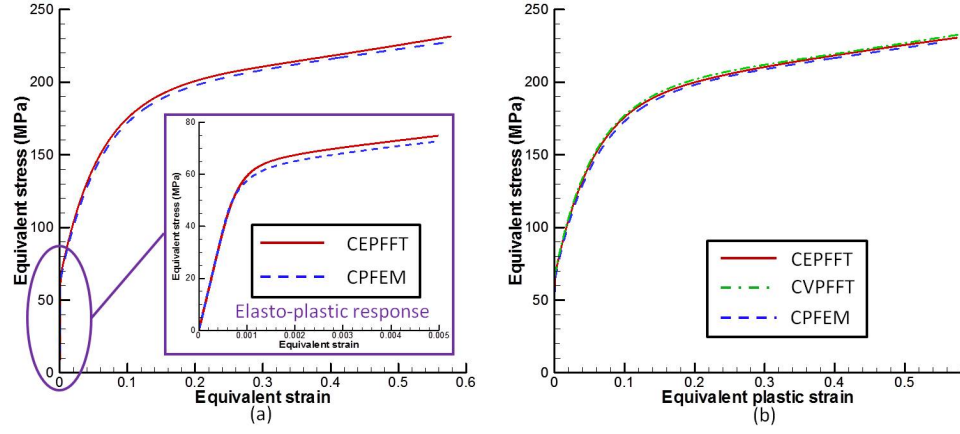 250
200
150
100
50
0
Equivalent stress (MPa)
0
0.1
0.2
0.3
0.4
0.5
0.6
Equivalent strain
(a)
80
60
40
20
0
Equivalent stress (MPa)
CEPFFT
CPFEM
Elasto-plastic response
0
0.001
0.002
0.003
0.004
0.005
Equivalent strain
250
200
150
100
50
0
Equivalent stress (MPa)
CEPFFT
CVPFFT
CPFEM
0
0.1
0.2
0.3
0.4
0.5
Equivalent plastic strain
(b)